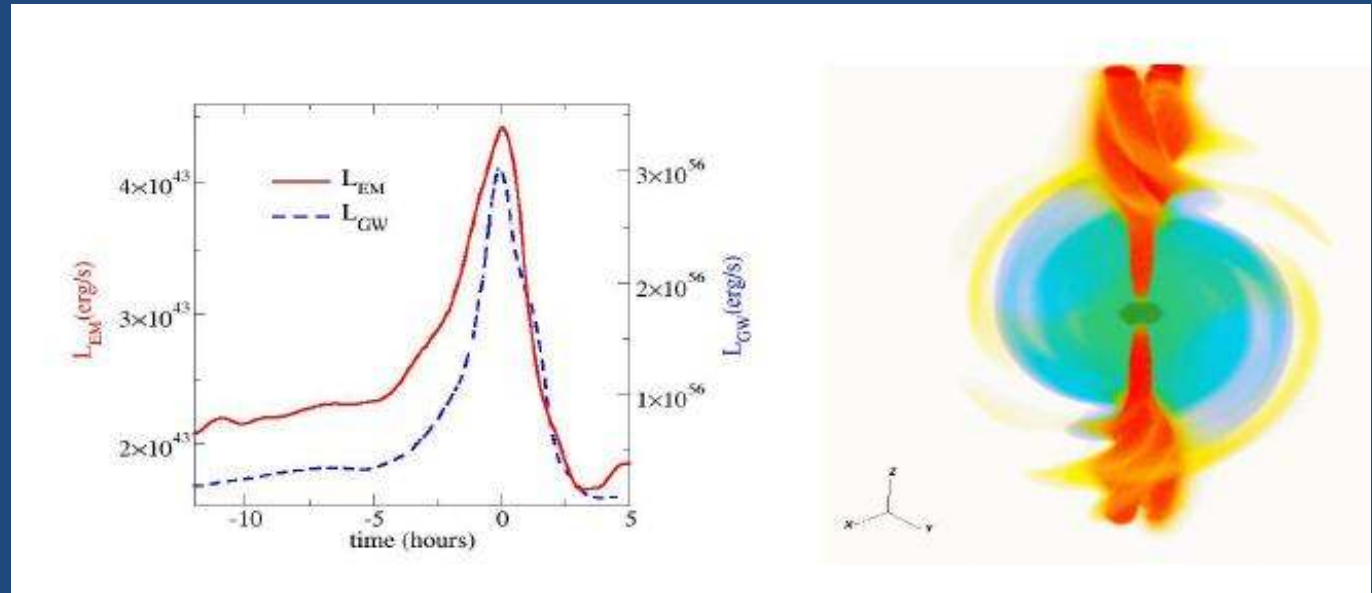 L_EM
L_GW
4×10^43
3×10^43
2×10^43
L_EM(erg/s)
3×10^56
2×10^56
1×10^56
L_GW(erg/s)
-10
-5
0
5
time (hours)
Z
X
Y